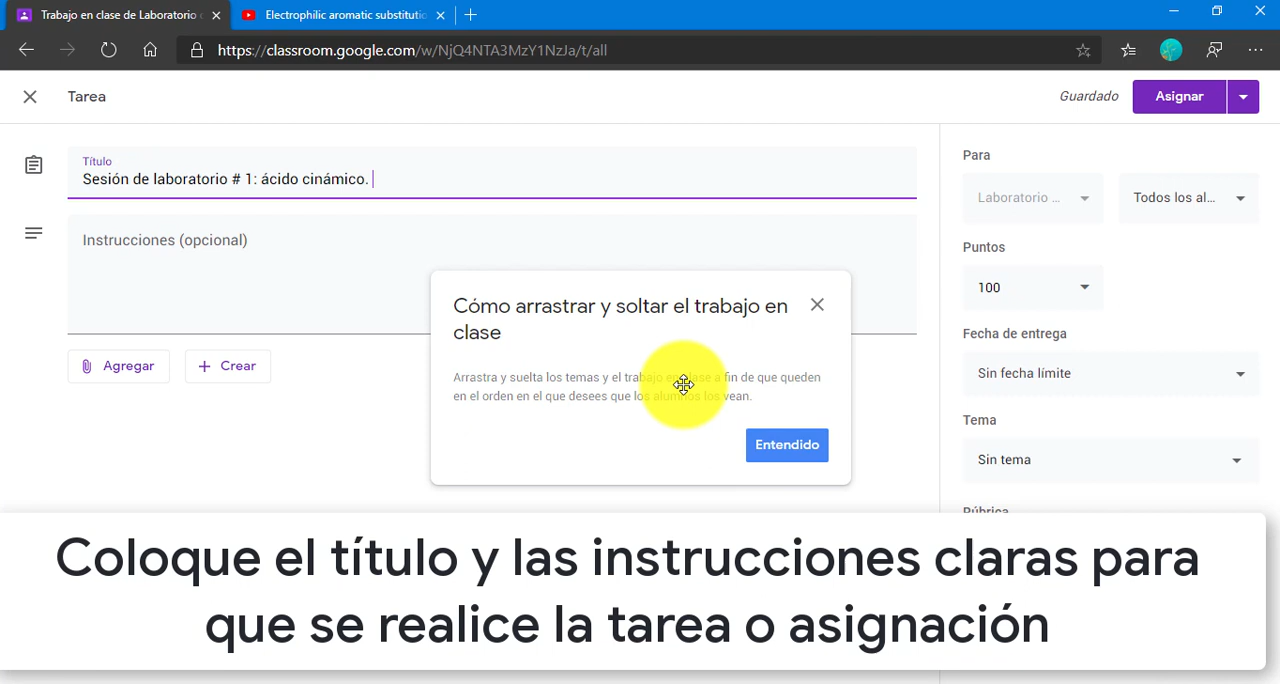 Trabajo en clase de Laboratorio
Electrophilic aromatic substitutio
https://classroom.google.com/w/NjQ4NTA3MzY1NzJa/t/all
Tarea
Guardado
Asignar
Título
Sesión de laboratorio # 1: ácido cinámico.
Instrucciones (opcional)
Agregar
Crear
Cómo arrastrar y soltar el trabajo en
clase
Arrastra y suelta los temas y el trabajo en clase a fin de que queden
en el orden en el que desees que los alumnos los vean.
Entendido
Para
Laboratorio ...
Todos los al...
Puntos
100
Fecha de entrega
Sin fecha límite
Tema
Sin tema
Rúbrica
Coloque el título y las instrucciones claras para
que se realice la tarea o asignación